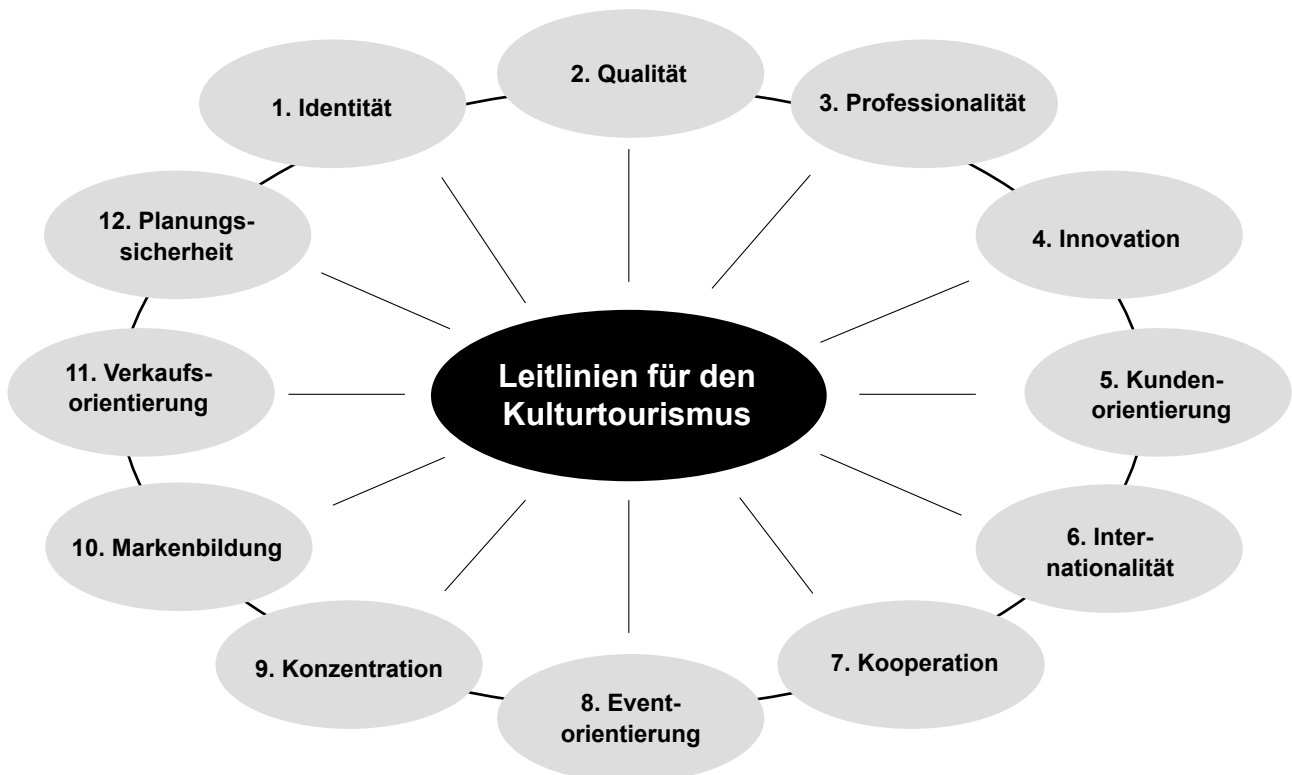 1. Identität
2. Qualität
3. Professionalität
4. Innovation
5. Kunden-
orientierung
6. Inter-
nationalität
7. Kooperation
8. Event-
orientierung
9. Konzentration
10. Markenbildung
11. Verkaufs-
orientierung
12. Planungs-
sicherheit
Leitlinien für den
Kulturtourismus